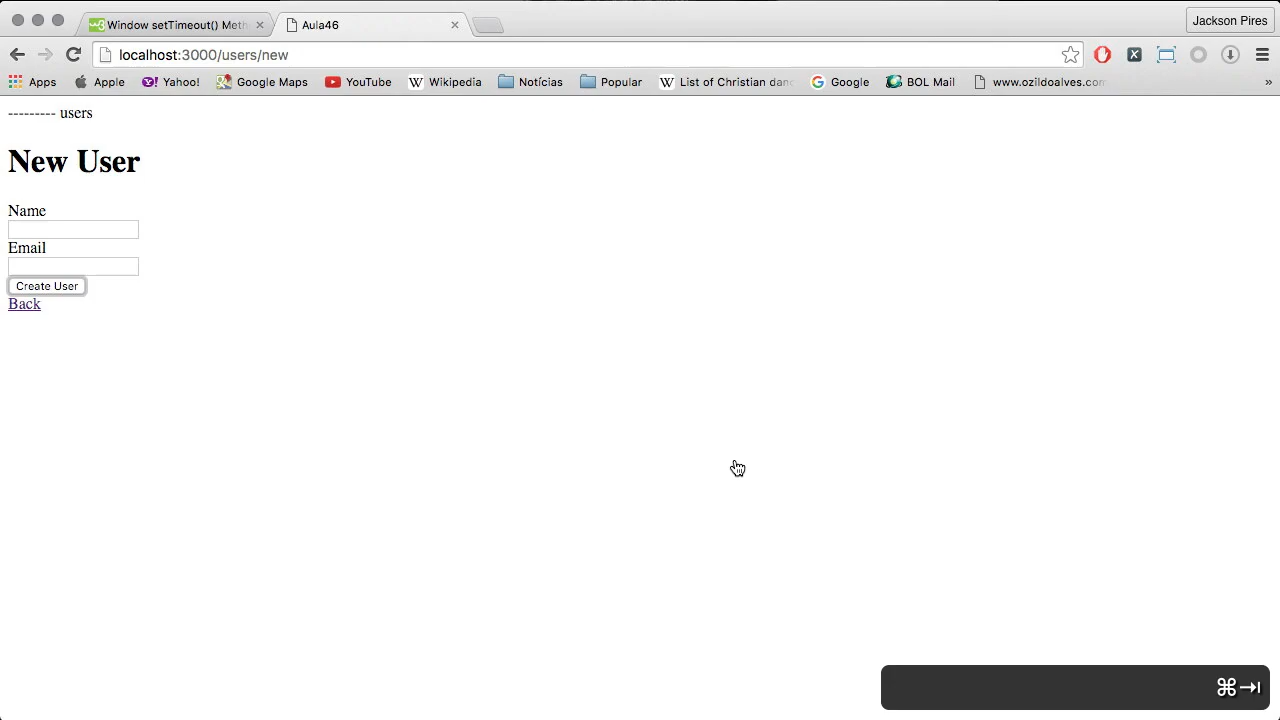 Window setTimeout() Meth
Aula46
Jackson Pires
localhost:3000/users/new
Apps Apple Yahoo! Google Maps YouTube Wikipedia Notícias Popular List of Christian danc Google BOL Mail www.ozildoalves.com »
--------- users
New User
Name
Email
Create User
Back
⌘⇥